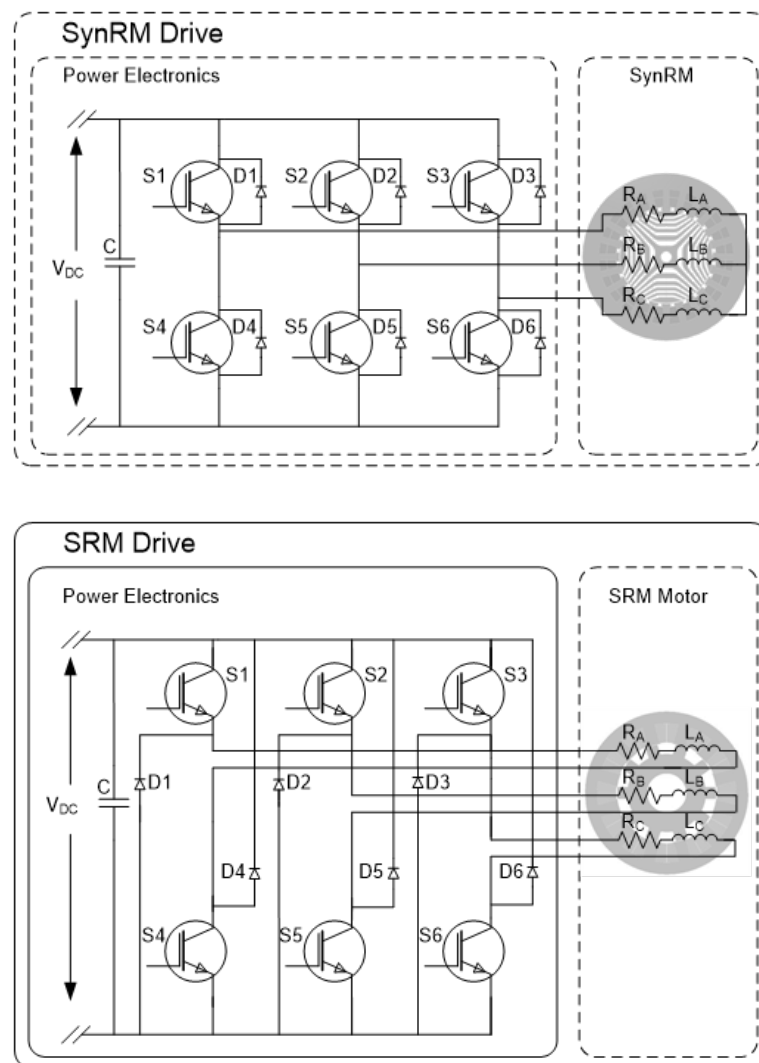 SynRM Drive
Power Electronics
SynRM
S1
D1
S2
D2
S3
D3
R_A
L_A
C
V_DC
R_B
L_B
R_C
L_C
S4
D4
S5
D5
S6
D6
SRM Drive
Power Electronics
SRM Motor
S1
S2
S3
R_A
L_A
D1
D2
D3
R_B
L_B
C
V_DC
R_C
L_C
D4
D5
D6
S4
S5
S6